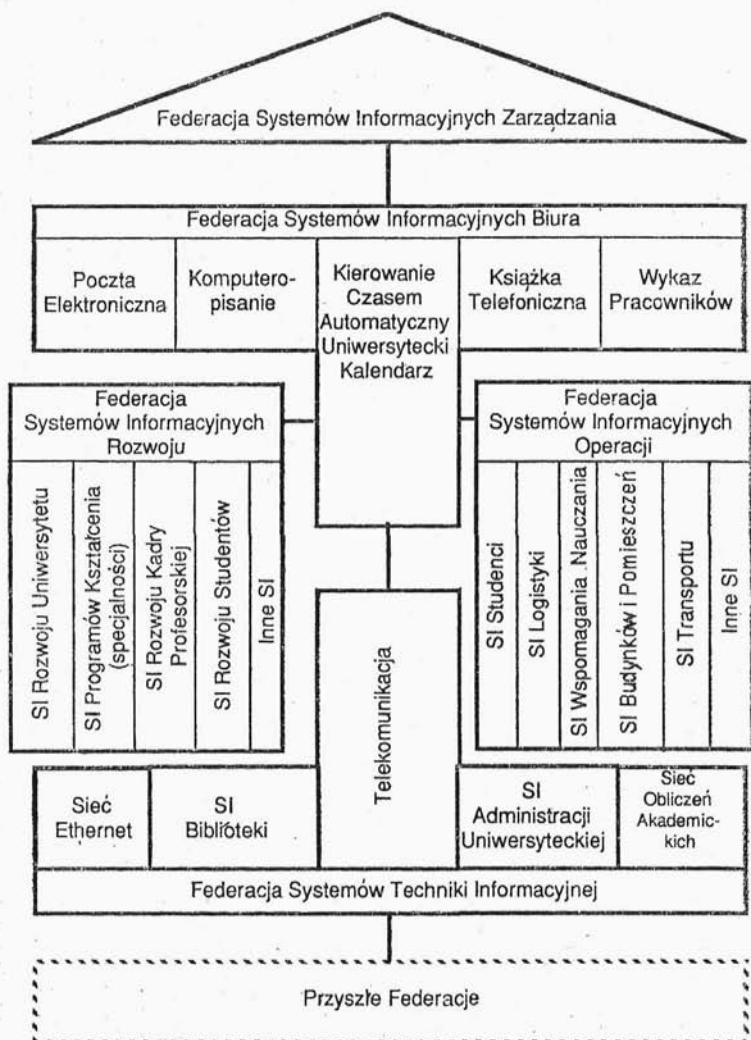 Federacja Systemów Informacyjnych Zarządzania
Federacja Systemów Informacyjnych Biura
Poczta
Elektroniczna
Komputero-
pisanie
Kierowanie
Czasem
Automatyczny
Uniwersytecki
Kalendarz
Książka
Telefoniczna
Wykaz
Pracowników
Federacja
Systemów Informacyjnych
Rozwoju
SI Rozwoju Uniwersytetu
SI Programów Kształcenia
(specjalności)
SI Rozwoju Kadry
Profesorskiej
SI Rozwoju Studentów
Inne SI
Federacja
Systemów Informacyjnych
Operacji
SI Studenci
SI Logistyki
SI Wspomagania Nauczania
SI Budynków i Pomieszczeń
SI Transportu
Inne SI
Telekomunikacja
Sieć
Ethernet
SI
Biblioteki
SI
Administracji
Uniwersyteckiej
Sieć
Obliczeń
Akademic-
kich
Federacja Systemów Techniki Informacyjnej
Przyszłe Federacje